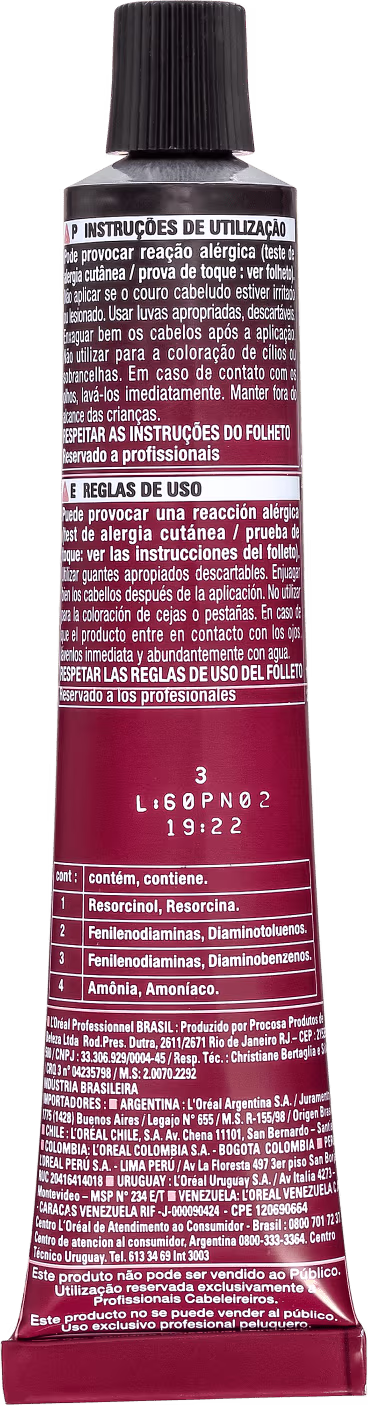 P INSTRUÇÕES DE UTILIZAÇÃO
Pode provocar reação alérgica (teste de
alergia cutânea / prova de toque : ver folheto).
Não aplicar se o couro cabeludo estiver irritado
ou lesionado. Usar luvas apropriadas, descartáveis.
Enxaguar bem os cabelos após a aplicação.
Não utilizar para a coloração de cílios ou
sobrancelhas. Em caso de contato com os
olhos, lavá-los imediatamente. Manter fora do
alcance das crianças.
RESPEITAR AS INSTRUÇÕES DO FOLHETO
Reservado a profissionais
E REGLAS DE USO
Puede provocar una reacción alérgica
(test de alergia cutánea / prueba de
toque: ver las instrucciones del folleto).
Utilizar guantes apropiados descartables. Enjuagar
bien los cabellos después de la aplicación. No utilizar
para la coloración de cejas o pestañas. En caso de
que el producto entre en contacto con los ojos
lávenlos inmediata y abundantemente con agua.
RESPETAR LAS REGLAS DE USO DEL FOLLETO
Reservado a los profesionales
3
L:60PN02
19:22
cont : contém, contiene.
1 Resorcinol, Resorcina.
2 Fenilenodiaminas, Diaminotoluenos.
3 Fenilenodiaminas, Diaminobenzenos.
4 Amônia, Amoníaco.
L'Oréal Professionnel BRASIL : Produzido por Procosa Produtos de
Beleza Ltda Rod.Pres. Dutra, 2611/2671 Rio de Janeiro RJ – CEP :
/ CNPJ : 33.306.929/0004-45 / Resp. Téc. : Christiane Bertaglia e
CRQ 3 n° 04235798 / M.S: 2.0070.2292
INDÚSTRIA BRASILEIRA
IMPORTADORES : ARGENTINA : L'Oréal Argentina S.A. /
1775 (1428) Buenos Aires / Legajo N° 655 / M.S. R-155/98 / Origen
CHILE : L'ORÉAL CHILE, S.A. Av. Chena 11101, San Bernardo -
COLOMBIA: L'OREAL COLOMBIA S.A. - BOGOTA COLOMBIA
L'OREAL PERÚ S.A. - LIMA PERÚ / Av La Floresta 497 3er piso San
RUC 20416414018 URUGUAY : L'Oréal Uruguay S.A. / Av Italia
Montevideo – MSP N° 234 E/T VENEZUELA: L'OREAL VENEZUELA
- CARACAS VENEZUELA RIF -J-000090424 - CPE 120690664
Centro L'Oréal de Atendimento ao Consumidor - Brasil : 0800 701 72
Centro de atencion al consumidor, Argentina 0800-333-3364. Centro
Técnico Uruguay. Tel. 613 34 69 Int 3003
Este produto não pode ser vendido ao Público.
Utilização reservada exclusivamente a
Profissionais Cabeleireiros.
Este producto no se puede vender al público.
Uso exclusivo profesional peluquero.